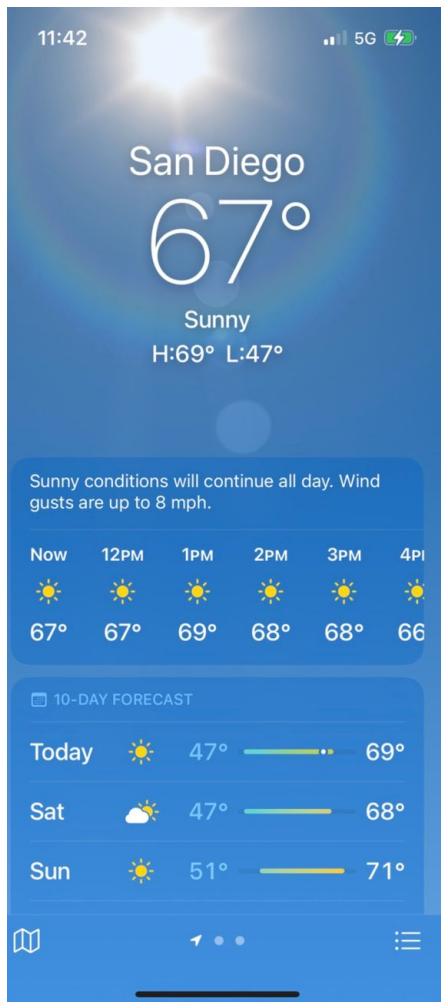 11:42 5G
San Diego
67°
Sunny
H:69° L:47°
Sunny conditions will continue all day. Wind
gusts are up to 8 mph.
Now 12PM 1PM 2PM 3PM
67° 67° 69° 68° 68° 66
10-DAY FORECAST
Today 47° 69°
Sat 47° 68°
Sun 51° 71°